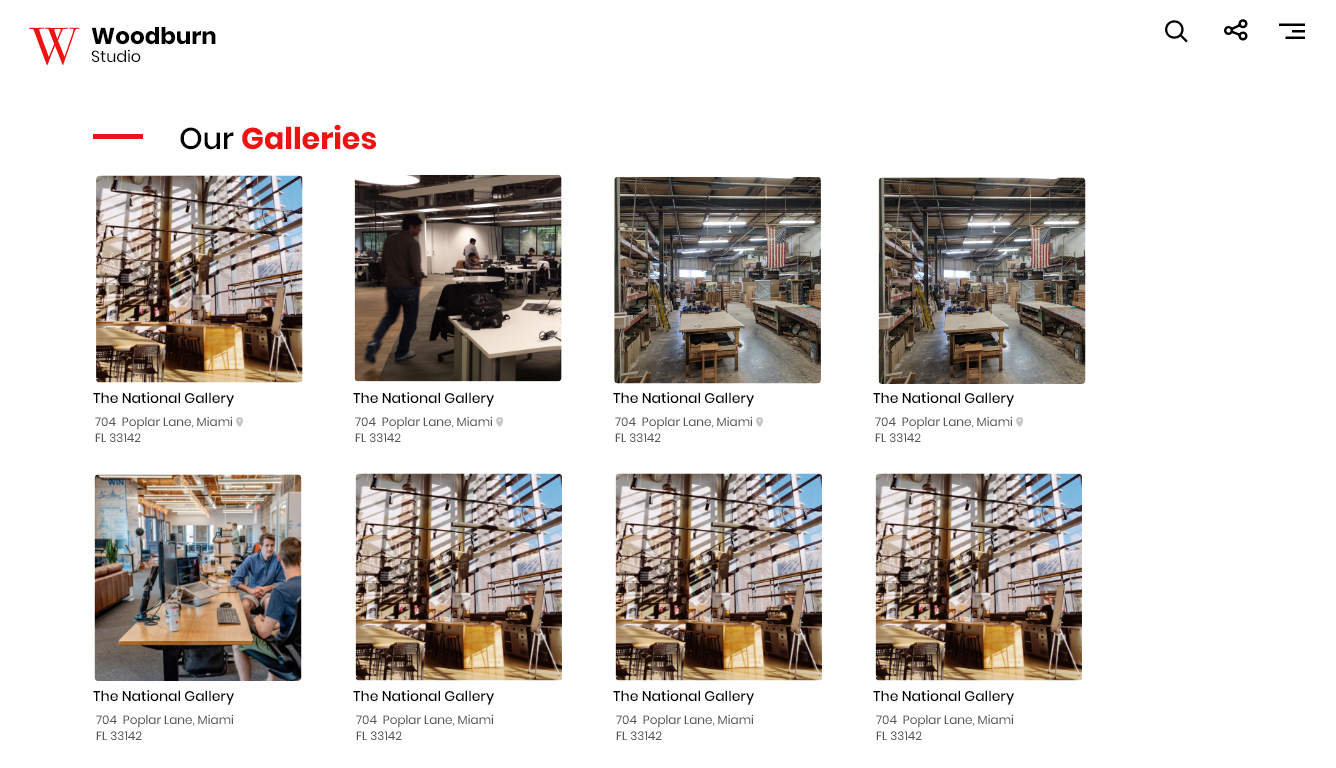 W Woodburn
Studio
Our Galleries
The National Gallery
704 Poplar Lane, Miami
FL 33142
The National Gallery
704 Poplar Lane, Miami
FL 33142
The National Gallery
704 Poplar Lane, Miami
FL 33142
The National Gallery
704 Poplar Lane, Miami
FL 33142
WIN
The National Gallery
704 Poplar Lane, Miami
FL 33142
The National Gallery
704 Poplar Lane, Miami
FL 33142
The National Gallery
704 Poplar Lane, Miami
FL 33142
The National Gallery
704 Poplar Lane, Miami
FL 33142